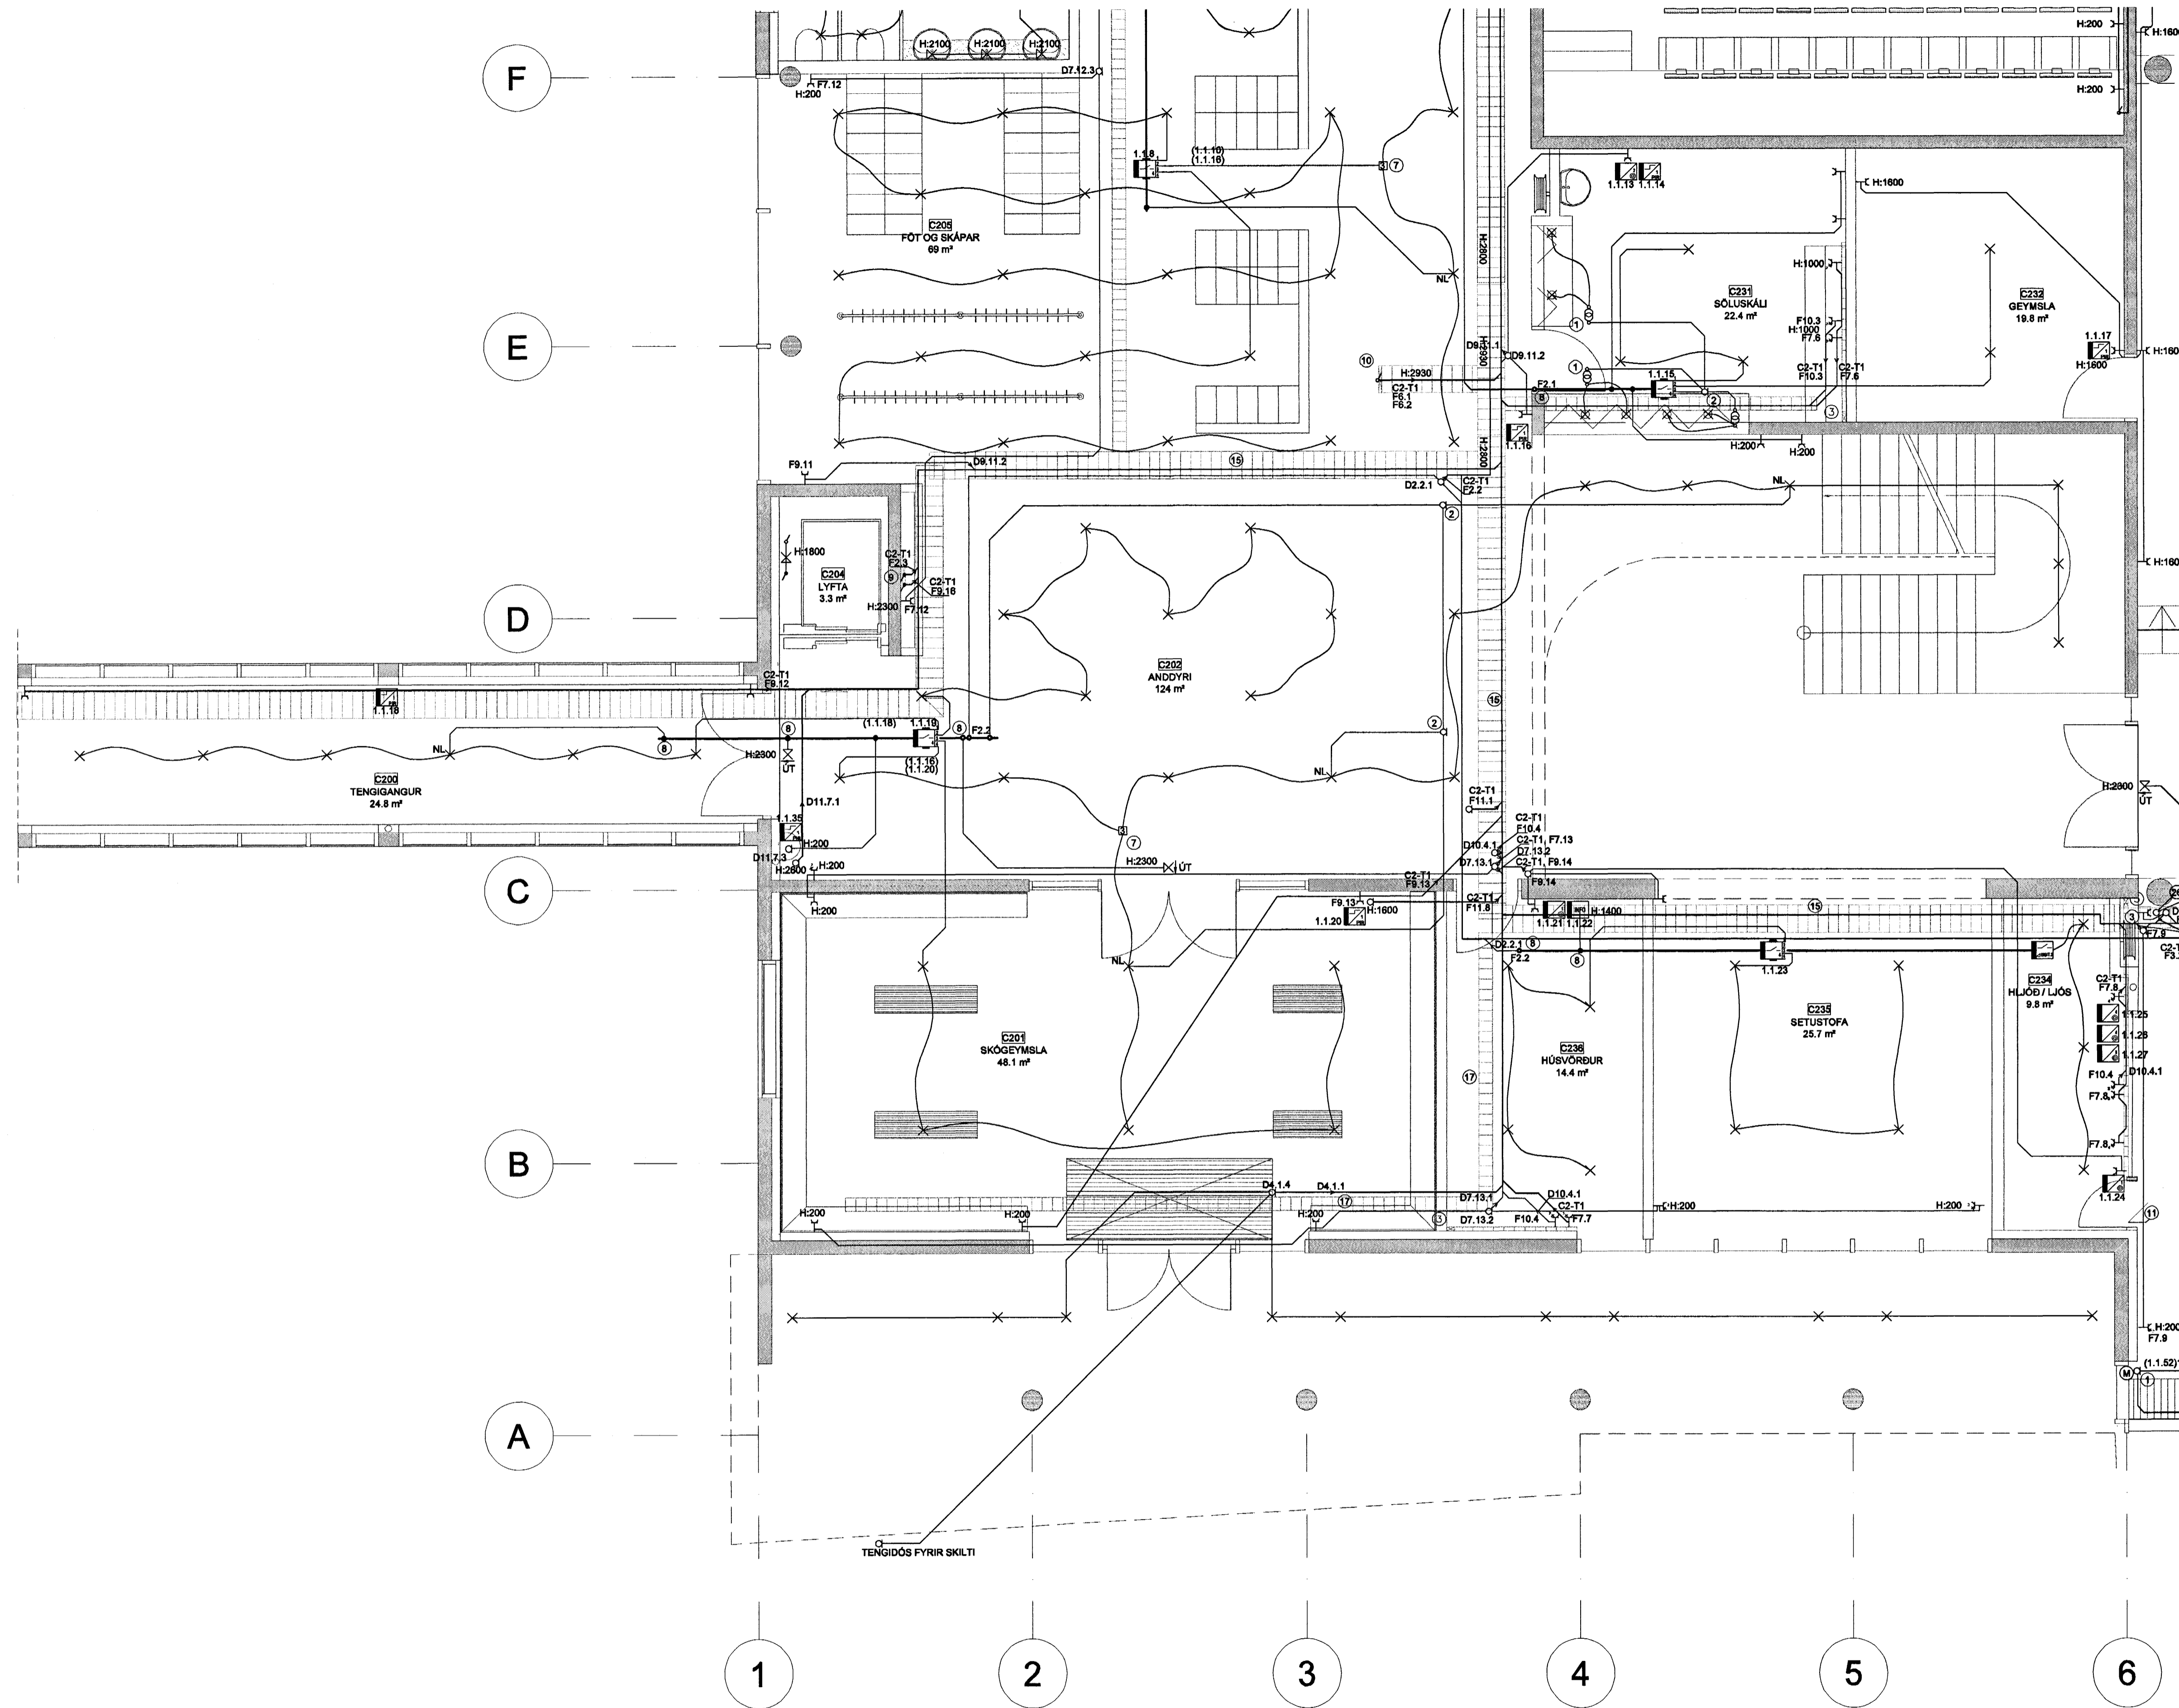 F
E
D
C
B
A
1
2
3
4
5
6
H:2100
H:2100
H:2100
F7.12
H:200
D7.12.3
1.1.8
(1.1.10)
(1.1.16)
3
7
C205
FÖT OG SKÁPAR
69 m²
NL
H:2800
H:2930
H:2800
H:200
H:200
1.1.13
1.1.14
H:1600
H:1000
C231
SÖLUSKÁLI
22.4 m²
F10.3
H:1000
F7.6
C232
GEYMSLA
19.8 m²
1.1.17
H:1600
1
1
D9.11.2
10
H:2930
C2-T1
F6.1
F6.2
F2.1
8
1.1.15
2
C2-T1
F10.3
C2-T1
F7.6
3
1.1.16
H:200
H:200
F9.11
D9.11.2
15
D2.2.1
C2-T1
F2.2
2
NL
H:1800
C204
LYFTA
3.3 m²
C2-T1
F2.3
9
C2-T1
F9.16
H:2300
F7.12
C202
ANDDYRI
124 m²
15
C2-T1
F9.12
1.1.18
(1.1.18)
1.1.19
8
F2.2
8
8
NL
H:2300
ÚT
(1.1.16)
(1.1.20)
2
NL
C200
TENGIGANGUR
24.8 m²
D11.7.1
1.1.35
H:200
D11.7.3
H:2600
H:200
3
7
H:2300
ÚT
C2-T1
F11.1
C2-T1
F10.4
C2-T1, F7.13
D10.4.1
D7.13.2
D7.13.1
C2-T1, F9.14
F9.14
ÚT
H:200
C2-T1
F9.13
F9.13
H:1600
1.1.20
C2-T1
F11.8
1.1.21
1.1.22
INFO
H:1400
15
3
F7.9
NL
D2.2.1
8
F2.2
8
1.1.23
C234
HLJÓÐ / LJÓS
9.8 m²
C2-T1
F7.8
1.1.25
1.1.26
1.1.27
F10.4
D10.4.1
F7.8
F7.8
1.1.24
11
C201
SKÓGEYMSLA
48.1 m²
17
C236
HÚSVÖRÐUR
14.4 m²
C235
SETUSTOFA
25.7 m²
D4.1.4
D4.1.1
17
D7.13.1
D7.13.2
3
D10.4.1
C2-T1
F10.4
F7.7
H:200
H:200
H:200
H:200
H:200
H:200
F7.9
(1.1.52)
M
1
TENGIDÓS FYRIR SKILTI